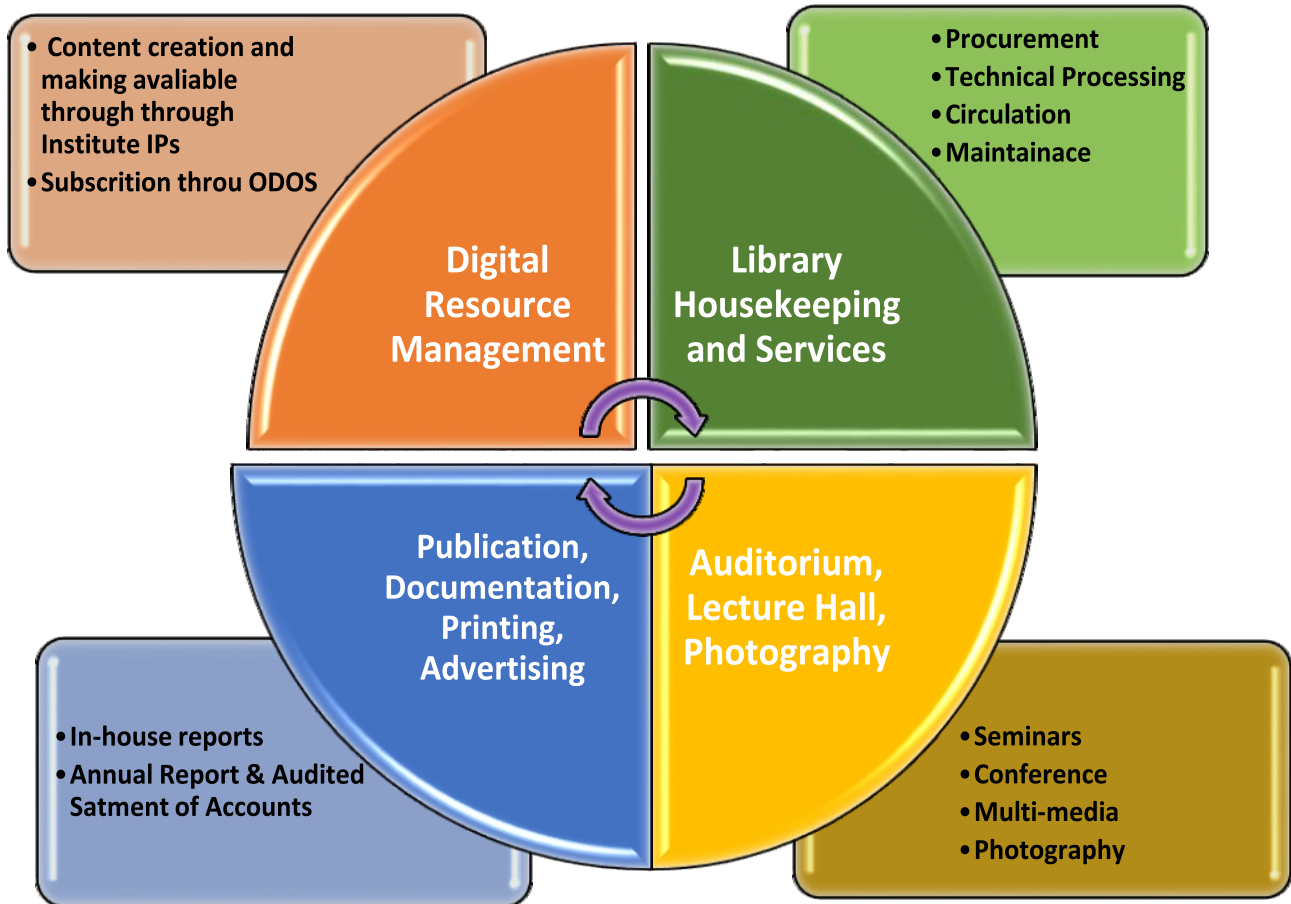 • Content creation and
making avaliable
through through
Institute IPs
• Subscrition throu ODOS
• Procurement
• Technical Processing
• Circulation
• Maintainace
Digital
Resource
Management
Library
Housekeeping
and Services
Publication,
Documentation,
Printing,
Advertising
Auditorium,
Lecture Hall,
Photography
• In-house reports
• Annual Report & Audited
Satment of Accounts
• Seminars
• Conference
• Multi-media
• Photography